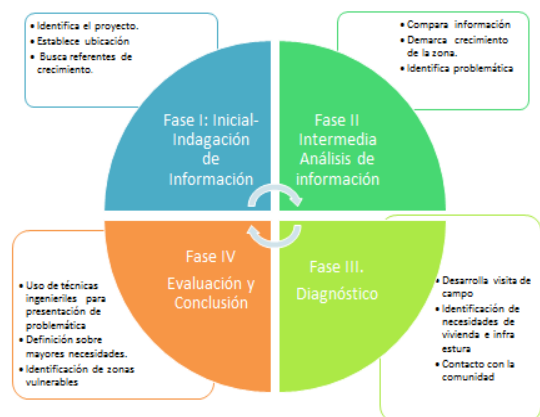 • Identifica el proyecto.
• Establece ubicación
• Busca referentes de
crecimiento.
• Compara información
• Demarca crecimiento
de la zona.
• Identifica problemática
Fase I: Inicial-
Indagación
de
Información
Fase II
Intermedia
Análisis de
información
Fase IV
Evaluación y
Conclusión
Fase III.
Diagnóstico
• Uso de técnicas
ingenieriles para
presentación de
problemática
• Definición sobre
mayores necesidades.
• Identificación de zonas
vulnerables
• Desarrolla visita de
campo
• Identificación de
necesidades de
vivienda e infra
estura
• Contacto con la
comunidad